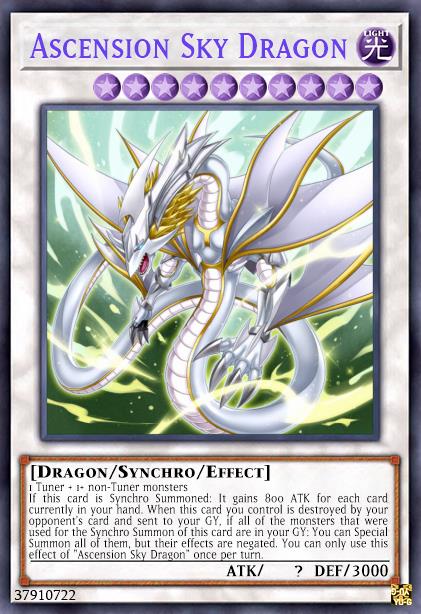 ASCENSION SKY DRAGON
LIGHT
光
[DRAGON/SYNCHRO/EFFECT]
1 Tuner + 1+ non-Tuner monsters
If this card is Synchro Summoned: It gains 800 ATK for each card
currently in your hand. When this card you control is destroyed by your
opponent's card and sent to your GY, if all of the monsters that were
used for the Synchro Summon of this card are in your GY: You can Special
Summon all of them, but their effects are negated. You can only use this
effect of "Ascension Sky Dragon" once per turn.
ATK/ ? DEF/3000
37910722